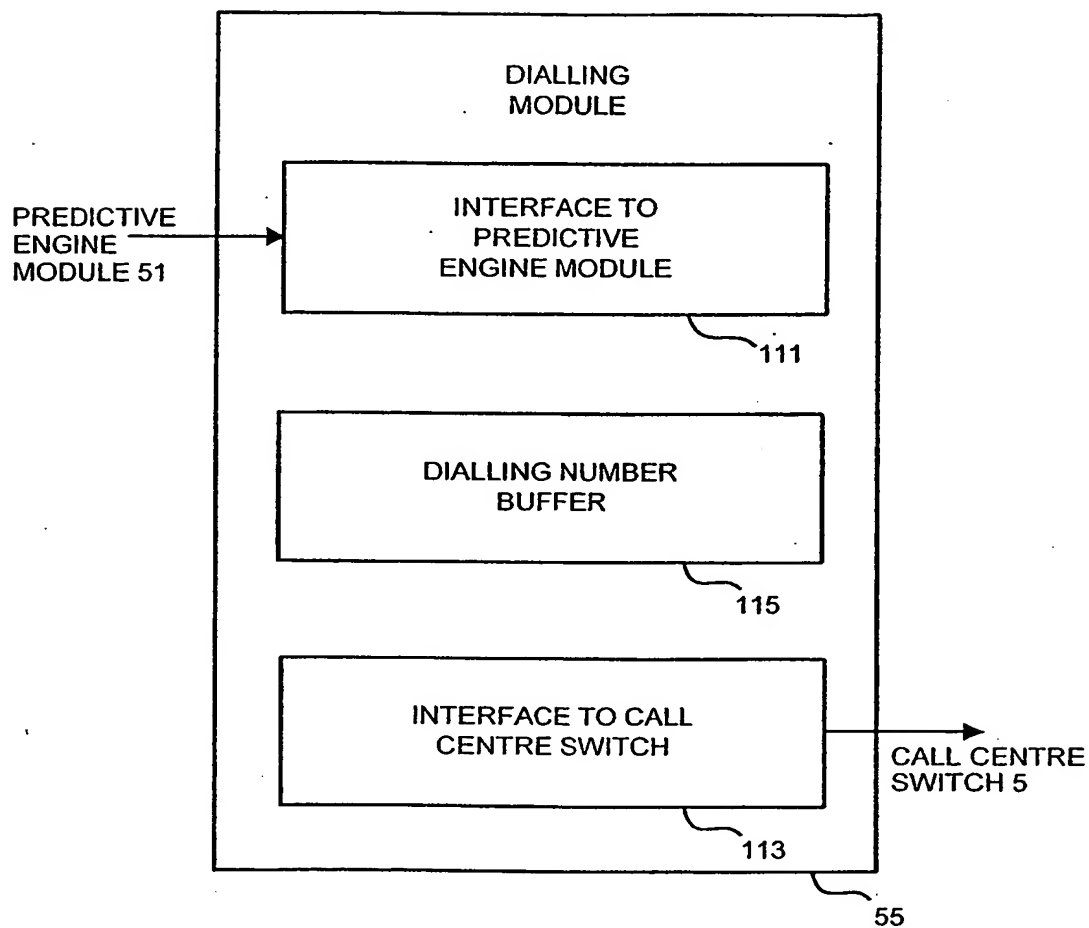 DIALLING
MODULE
PREDICTIVE
ENGINE
MODULE 51
INTERFACE TO
PREDICTIVE
ENGINE MODULE
111
DIALLING NUMBER
BUFFER
115
INTERFACE TO CALL
CENTRE SWITCH
CALL CENTRE
SWITCH 5
113
55